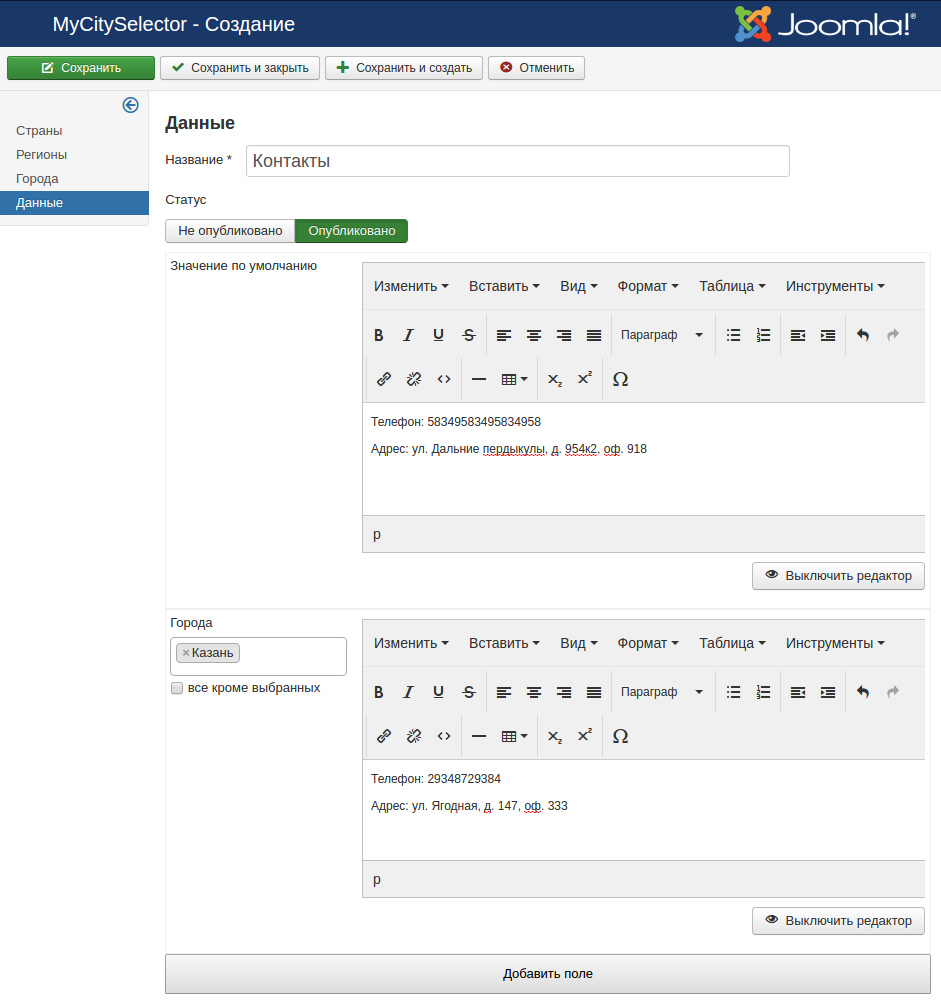 MyCitySelector - Создание
Joomla!®
Сохранить
Сохранить и закрыть
Сохранить и создать
Отменить
Страны
Регионы
Города
Данные
Данные
Название *
Контакты
Статус
Не опубликовано
Опубликовано
Значение по умолчанию
Изменить Вставить Вид Формат Таблица Инструменты
B I U S Параграф
Ω
Телефон: 58349583495834958
Адрес: ул. Дальние пердыкулы, д. 954к2, оф. 918
p
Выключить редактор
Города
×Казань
все кроме выбранных
Изменить Вставить Вид Формат Таблица Инструменты
B I U S Параграф
Ω
Телефон: 29348729384
Адрес: ул. Ягодная, д. 147, оф. 333
p
Выключить редактор
Добавить поле